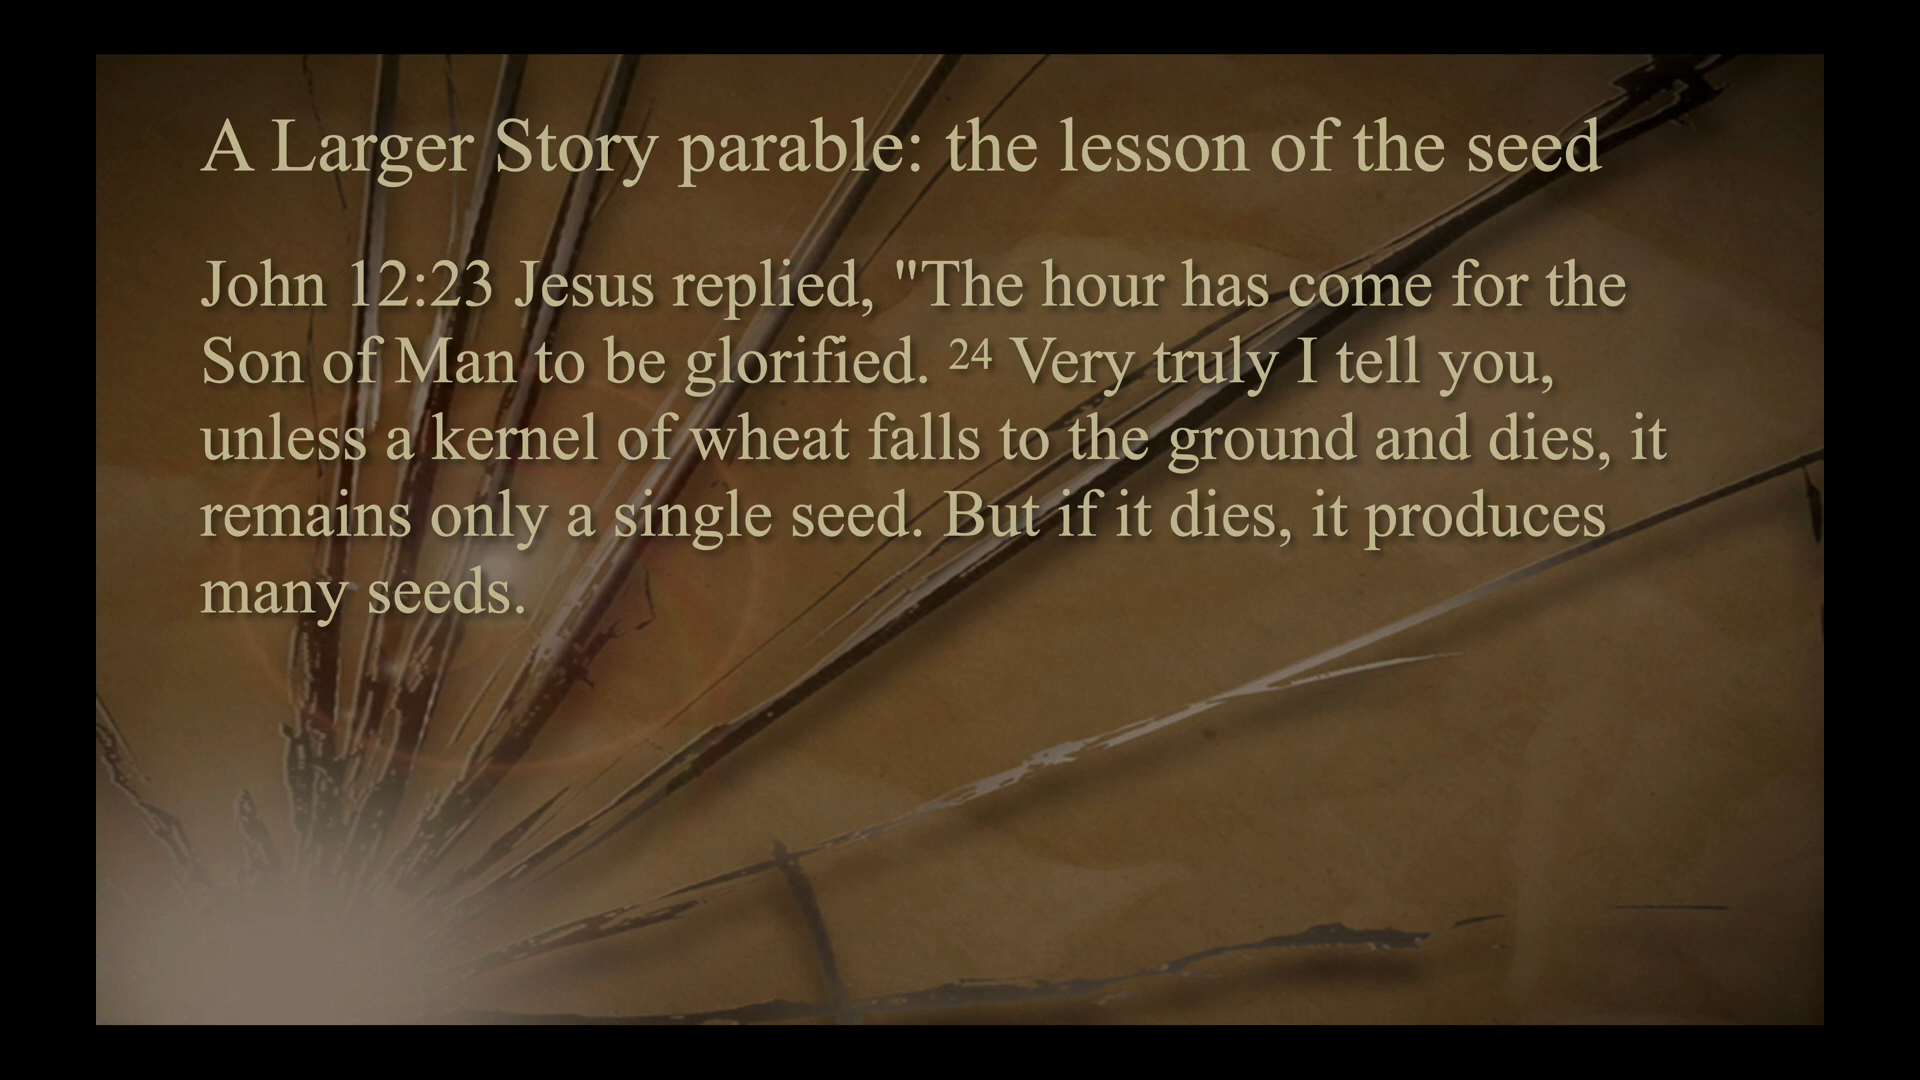 A Larger Story parable: the lesson of the seed
John 12:23 Jesus replied, "The hour has come for the
Son of Man to be glorified. 24 Very truly I tell you,
unless a kernel of wheat falls to the ground and dies, it
remains only a single seed. But if it dies, it produces
many seeds.